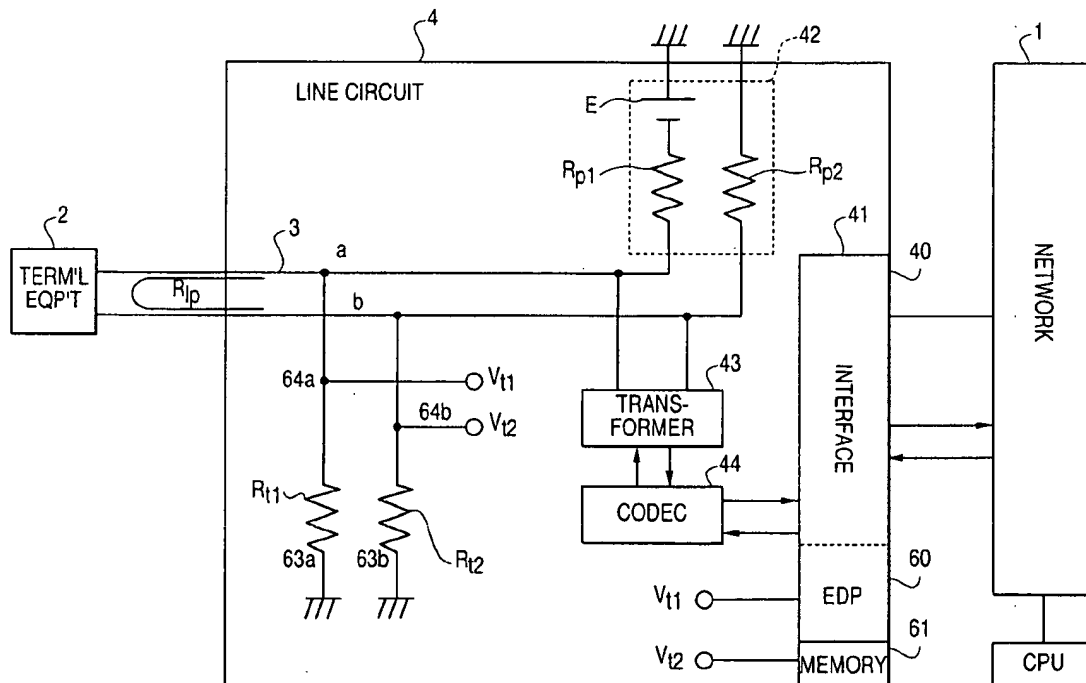 4
42
1
LINE CIRCUIT
E
Rp1
Rp2
2
3
a
41
40
TERM'L
EQP'T
Rlp
b
NETWORK
64a
Vt1
43
64b
Vt2
TRANS-
FORMER
INTERFACE
44
Rt1
CODEC
63a
63b
Rt2
60
Vt1
EDP
61
Vt2
MEMORY
CPU